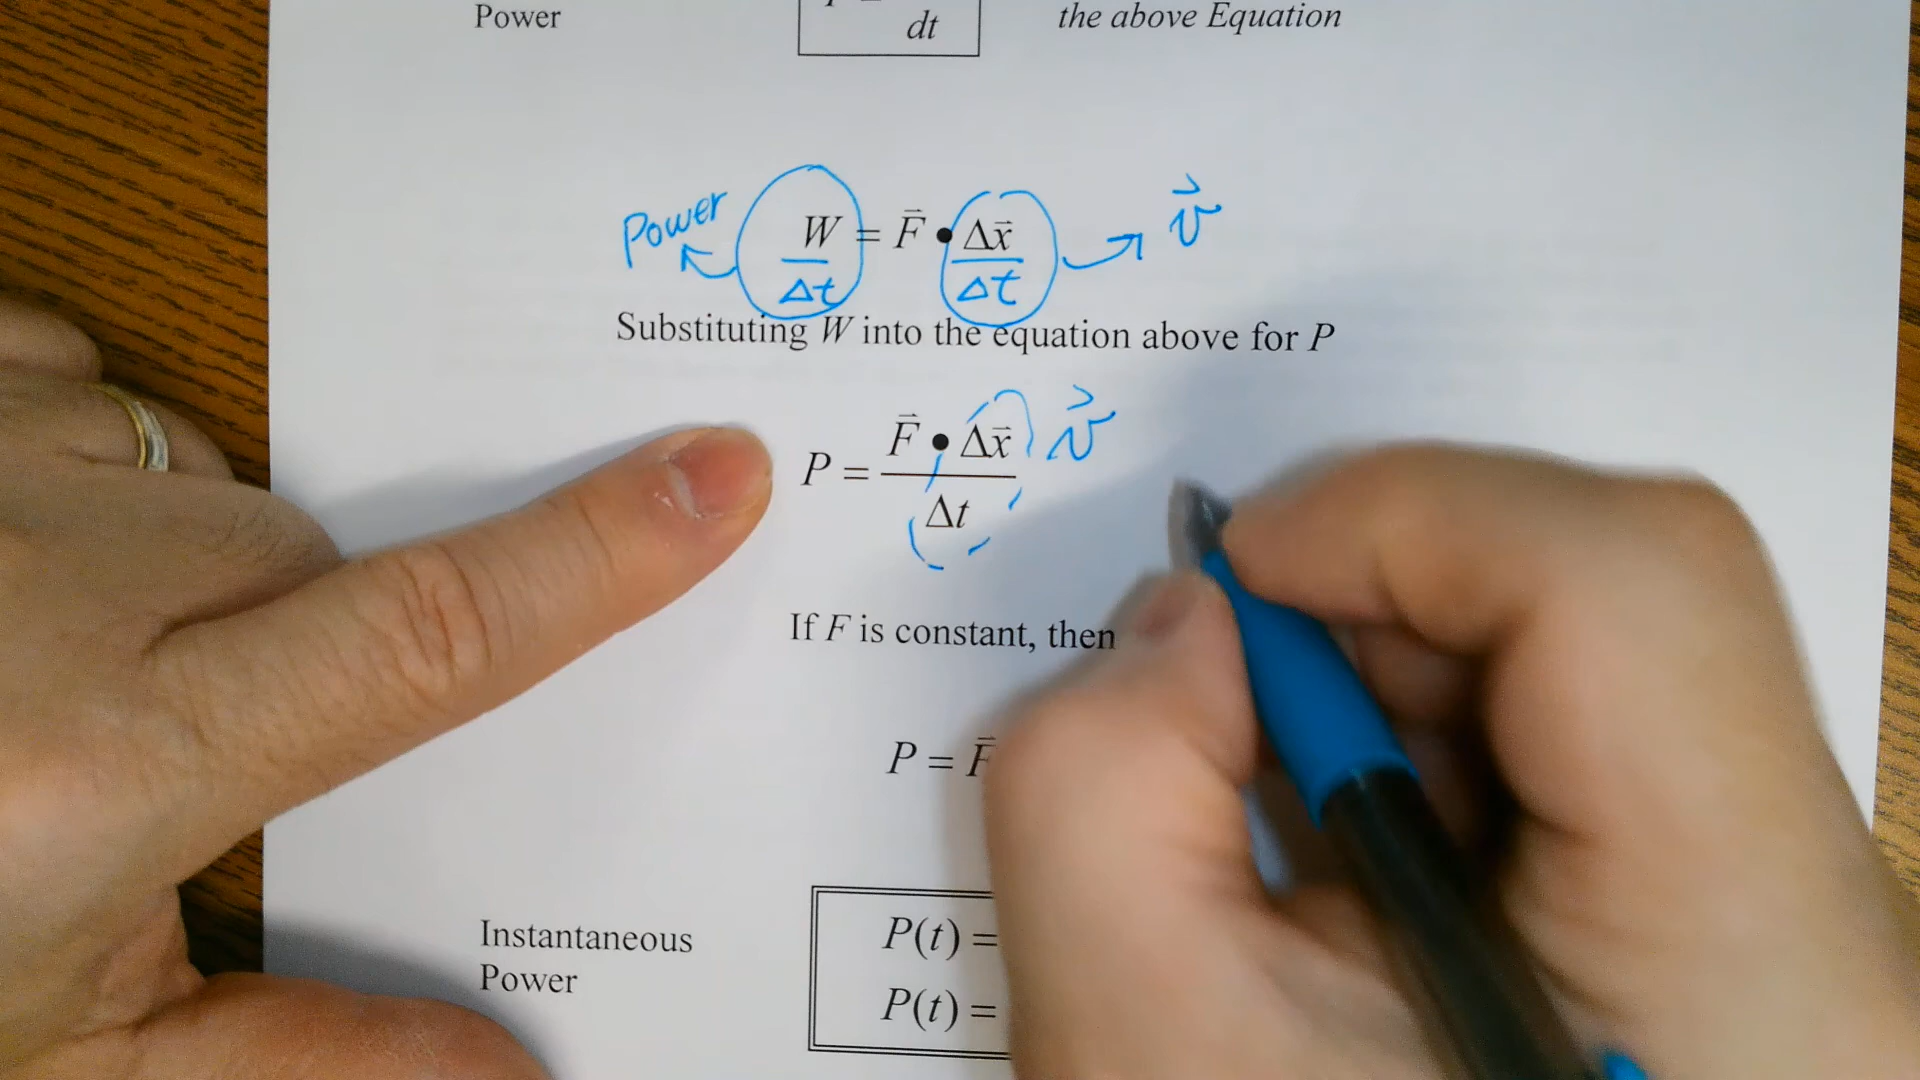 Power dt the above Equation
Power W/Δt = F⃗ • Δx⃗/Δt v⃗
Substituting W into the equation above for P
P = F⃗ • Δx⃗/Δt v⃗
If F is constant, then
P = F⃗
Instantaneous
Power
P(t) =
P(t) =